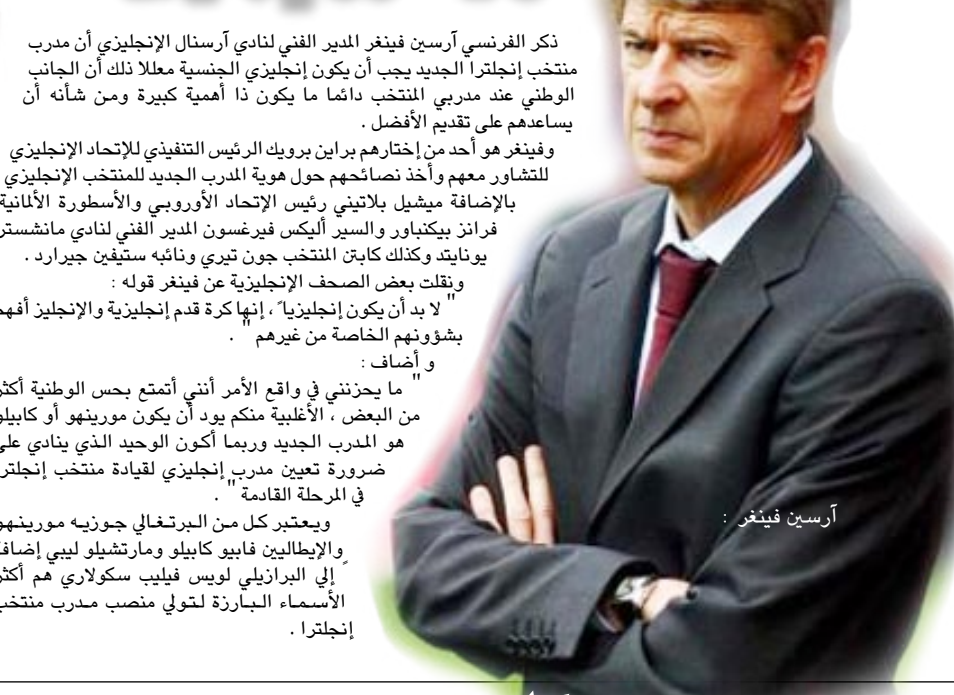 ذكر الفرنسي آرسين فينغر المدير الفني لنادي آرسنال الإنجليزي أن مدرب
منتخب إنجلترا الجديد يجب أن يكون إنجليزي الجنسية معللا ذلك أن الجانب
الوطني عند مدربي المنتخب دائما ما يكون ذا أهمية كبيرة ومن شأنه أن
يساعدهم على تقديم الأفضل .
وفينغر هو أحد من إختارهم براين برويك الرئيس التنفيذي للإتحاد الإنجليزي
للتشاور معهم وأخذ نصائحهم حول هوية المدرب الجديد للمنتخب الإنجليزي
بالإضافة ميشيل بلاتيني رئيس الإتحاد الأوروبي والأسطورة الألمانية
فرانز بيكنباور والسير أليكس فيرغسون المدير الفني لنادي مانشستر
يونايتد وكذلك كابتن المنتخب جون تيري ونائبه ستيفين جيرارد .
ونقلت بعض الصحف الإنجليزية عن فينغر قوله :
" لا بد أن يكون إنجليزياً ، إنها كرة قدم إنجليزية والإنجليز أفهم
بشؤونهم الخاصة من غيرهم " .
و أضاف :
" ما يحزنني في واقع الأمر أنني أتمتع بحس الوطنية أكثر
من البعض ، الأغلبية منكم يود أن يكون مورينهو أو كابيلو
هو المدرب الجديد وربما أكون الوحيد الذي ينادي على
ضرورة تعيين مدرب إنجليزي لقيادة منتخب إنجلترا
في المرحلة القادمة " .
ويعتبر كل من البرتغالي جوزيه مورينهو
والإيطاليين فابيو كابيلو ومارتشيلو ليبي إضافة
إلي البرازيلي لويس فيليب سكولاري هم أكثر
الأسماء البارزة لتولي منصب مدرب منتخب
إنجلترا .
آرسين فينغر :